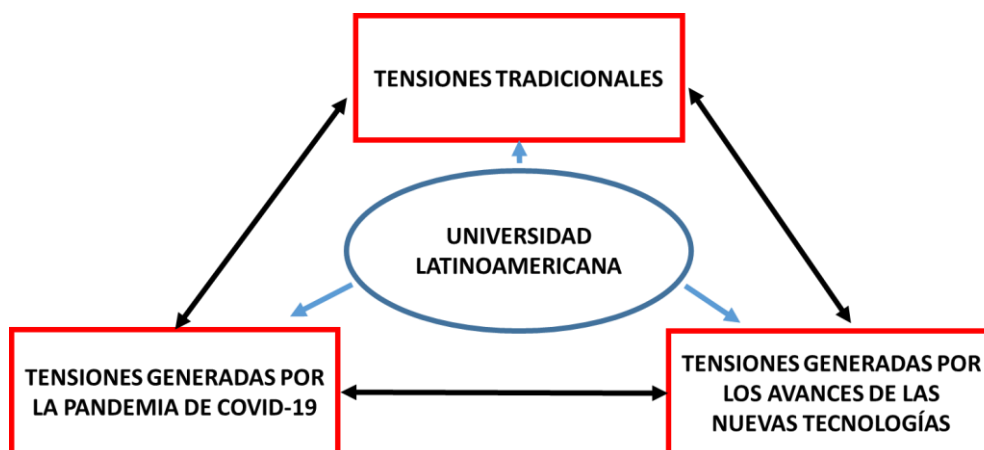 TENSIONES TRADICIONALES
UNIVERSIDAD
LATINOAMERICANA
TENSIONES GENERADAS POR
LA PANDEMIA DE COVID-19
TENSIONES GENERADAS POR
LOS AVANCES DE LAS
NUEVAS TECNOLOGÍAS